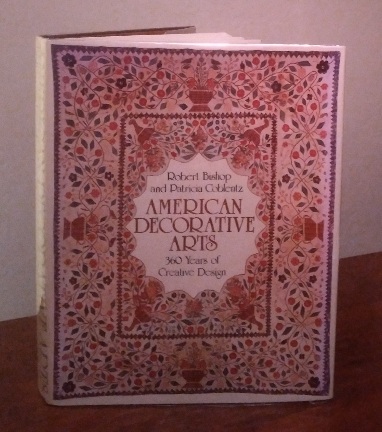 Robert Bishop
and Patricia Coblentz
AMERICAN
DECORATIVE
ARTS
360 Years of
Creative Design